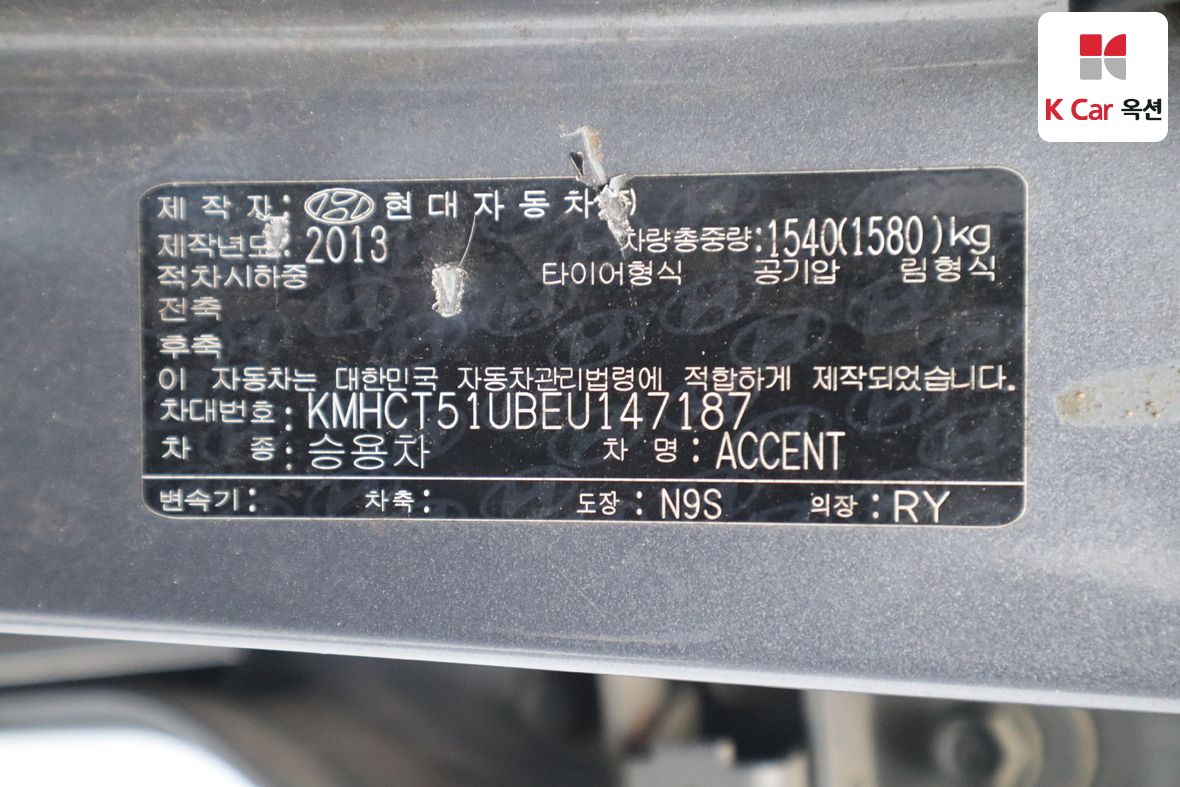 K Car 옥션
제 작 자 : 현 대 자 동 차 (주)
제작년도 : 2013 차량총중량 : 1540(1580)kg
적차시하중 타이어형식 공기압 림형식
전축
후축
이 자동차는 대한민국 자동차관리법령에 적합하게 제작되었습니다.
차대번호 : KMHCT51UBEU147187
차 종 : 승용차 차 명 : ACCENT
변속기 : 차축 : 도장 : N9S 의장 : RY